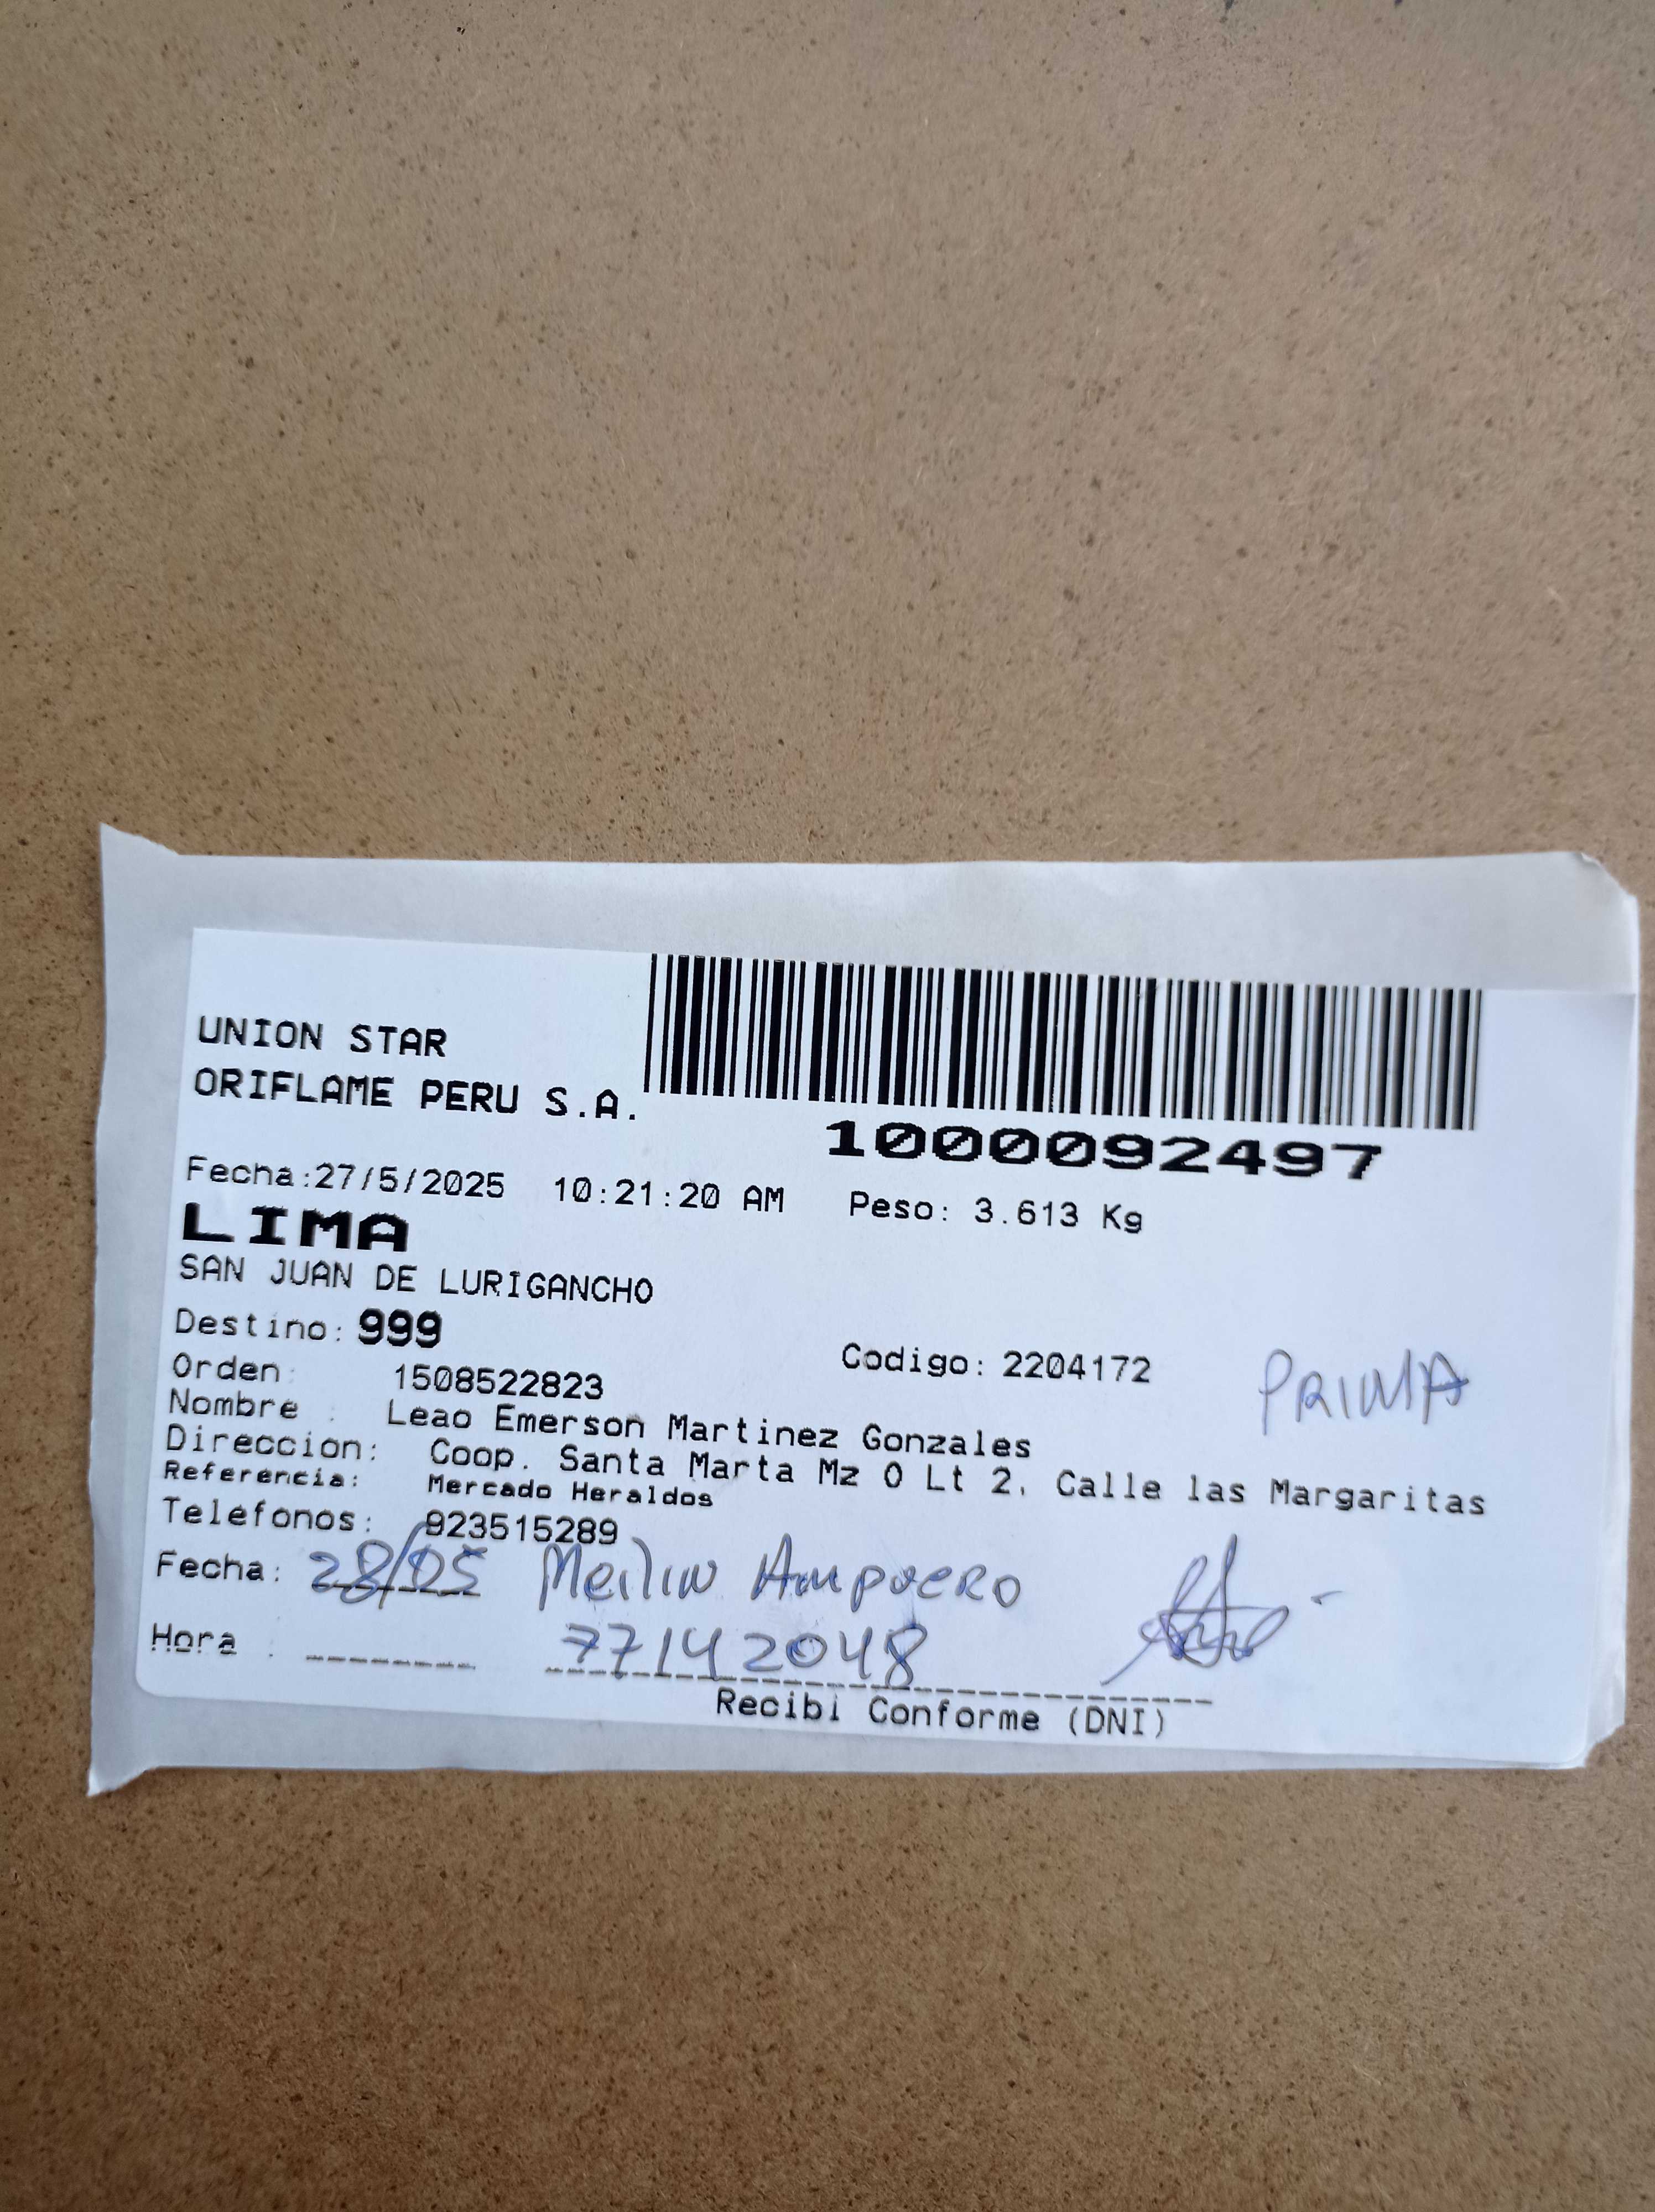 UNION STAR
ORIFLAME PERU S.A.
1000092497
Fecha:27/5/2025 10:21:20 AM Peso: 3.613 Kg
LIMA
SAN JUAN DE LURIGANCHO
Destino: 999
Codigo: 2204172 PRIMA
Orden : 1508522823
Nombre : Leao Emerson Martinez Gonzales
Direccion: Coop. Santa Marta Mz O Lt 2, Calle las Margaritas
Referencia: Mercado Heraldos
Telefonos: 923515289
Fecha: 28/05 Meilin Ampuero
Hora : 77142048
Recibi Conforme (DNI)